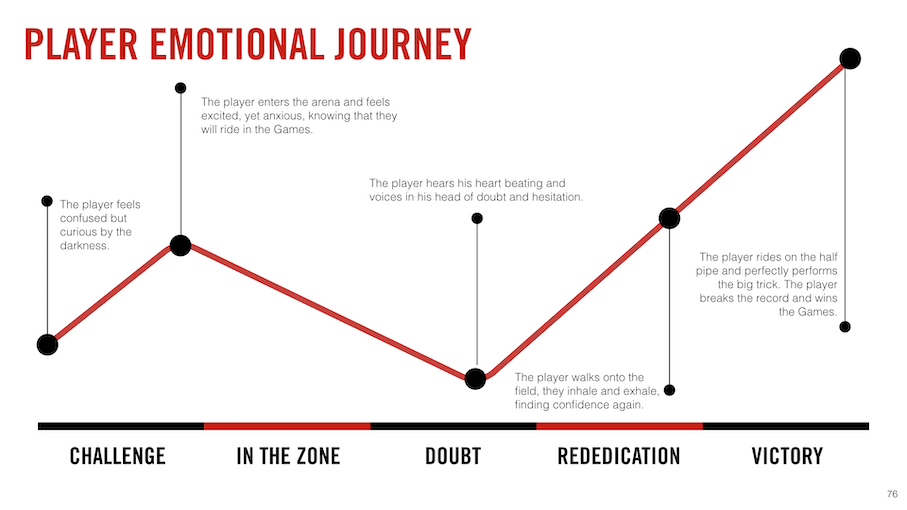 PLAYER EMOTIONAL JOURNEY
The player enters the arena and feels
excited, yet anxious, knowing that they
will ride in the Games.
The player feels
confused but
curious by the
darkness.
The player hears his heart beating and
voices in his head of doubt and hesitation.
The player rides on the half
pipe and perfectly performs
the big trick. The player
breaks the record and wins
the Games.
The player walks onto the
field, they inhale and exhale,
finding confidence again.
CHALLENGE
IN THE ZONE
DOUBT
REDEDICATION
VICTORY
76